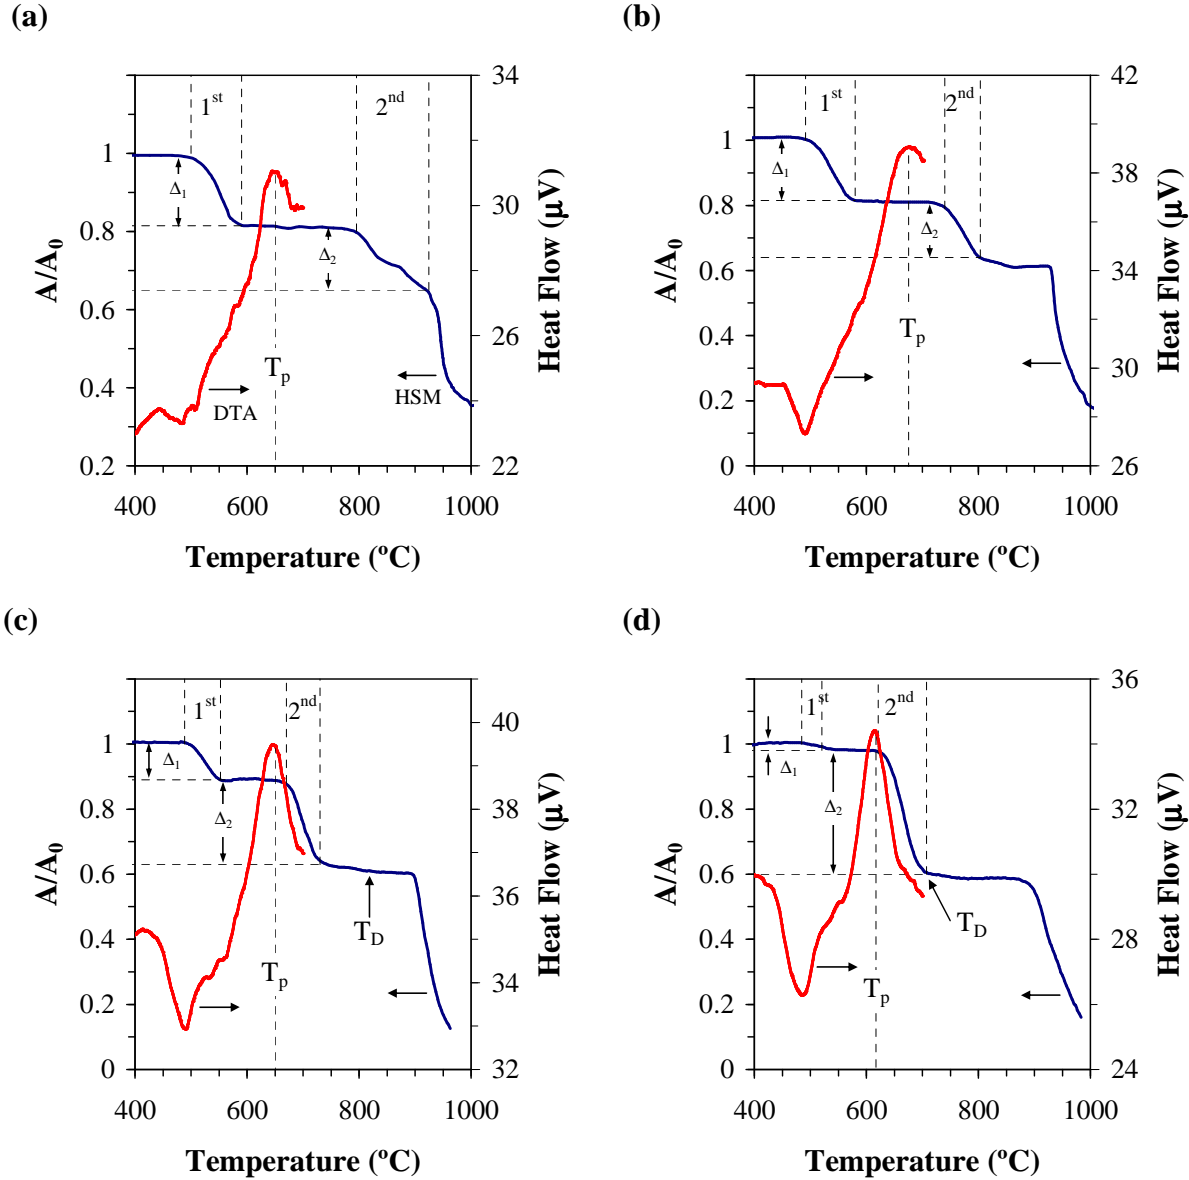 (a)
34
1st
2nd
1
Δ1
30
0.8
Δ2
A/A0
Heat Flow (μV)
0.6
26
Tp
0.4
HSM
DTA
0.2
22
400
600
800
1000
Temperature (ºC)
(b)
42
1st
2nd
1
38
Δ1
0.8
Δ2
A/A0
Heat Flow (μV)
0.6
34
0.4
Tp
30
0.2
0
26
400
600
800
1000
Temperature (ºC)
(c)
1st
2nd
40
1
Δ1
38
0.8
Δ2
A/A0
Heat Flow (μV)
0.6
36
TD
0.4
Tp
34
0.2
0
32
400
600
800
1000
Temperature (ºC)
(d)
36
1st
2nd
1
Δ1
32
0.8
Δ2
A/A0
Heat Flow (μV)
0.6
TD
0.4
28
Tp
0.2
0
24
400
600
800
1000
Temperature (ºC)